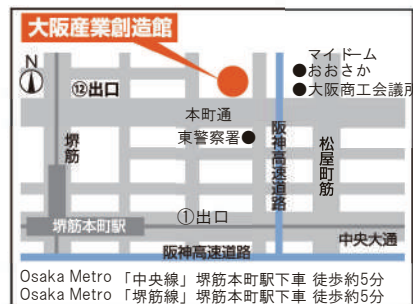 大阪産業創造館
N
⑫出口
マイドーム
●おおさか
●大阪商工会議所
本町通
東警察署●
堺筋
阪神高速道路
松屋町筋
①出口
堺筋本町駅
中央大通
阪神高速道路
Osaka Metro 「中央線」堺筋本町駅下車 徒歩約5分
Osaka Metro 「堺筋線」堺筋本町駅下車 徒歩約5分